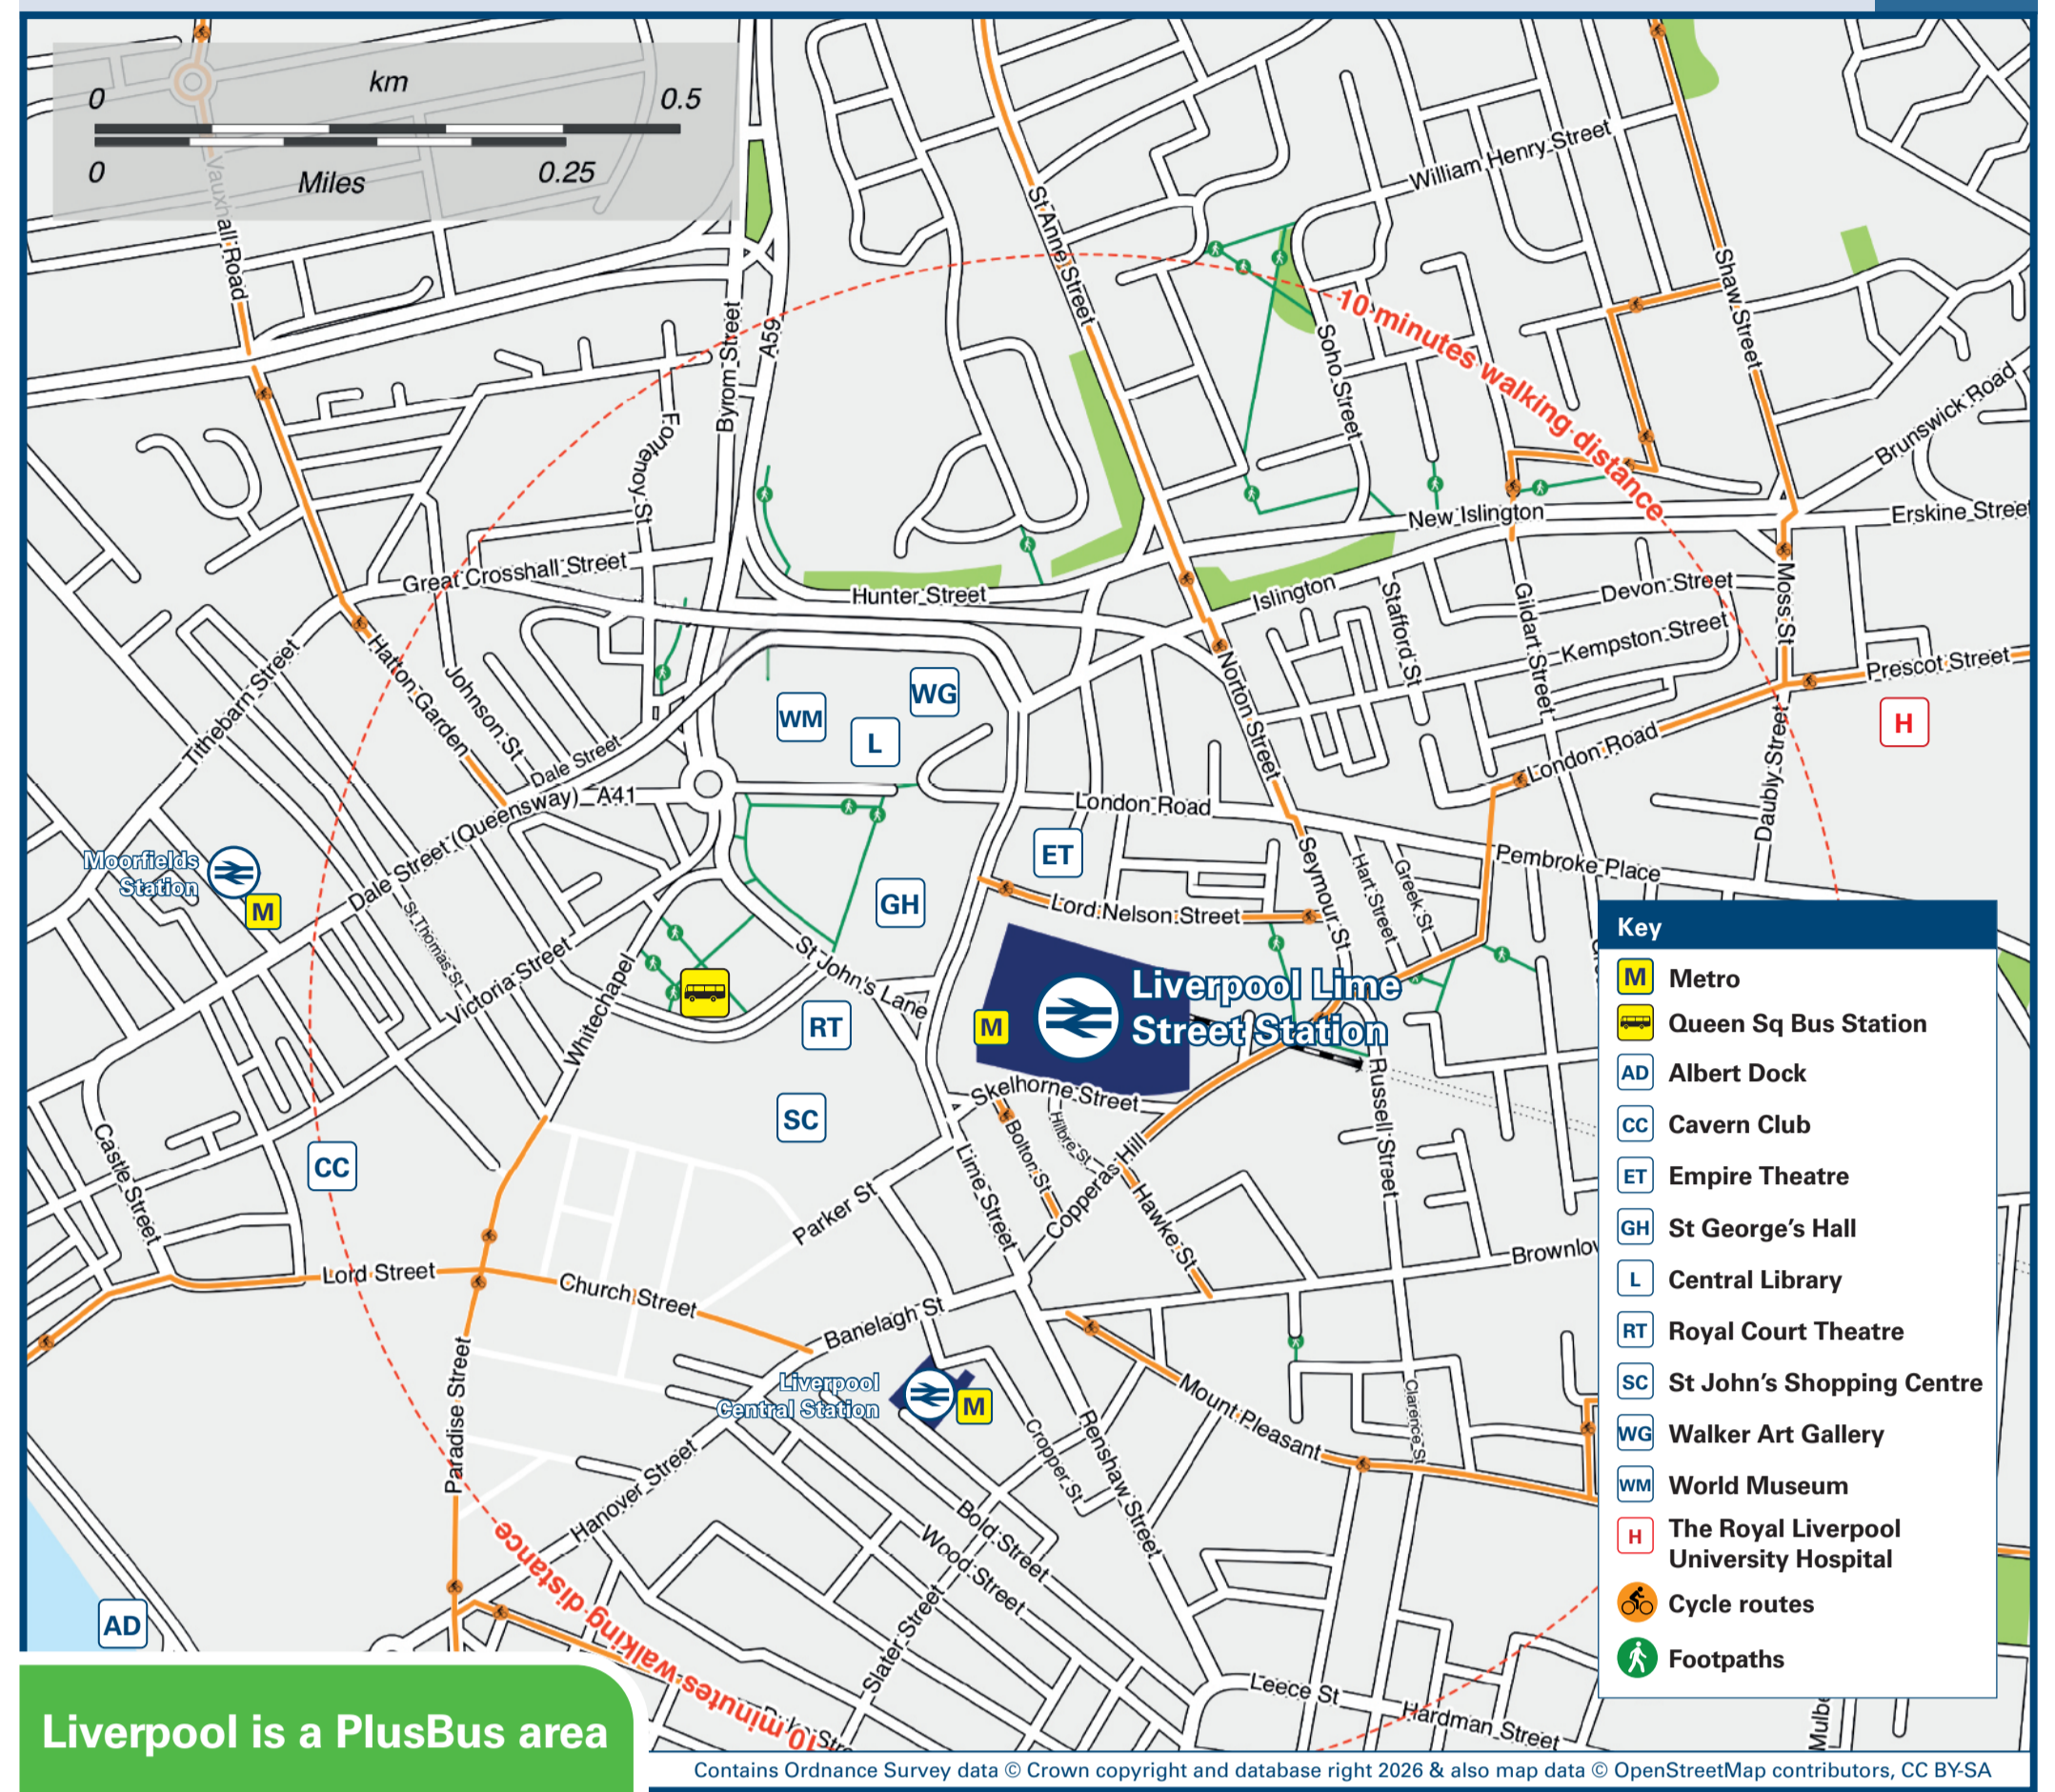 km
0
0.5
0
Miles
0.25
Vauxhall Road
Byrom Street
A59
St Anne Street
William Henry Street
Shaw Street
Soho Street
10 minutes walking distance
Brunswick Road
Fontenoy St
New Islington
Erskine Street
Great Crosshall Street
Hunter Street
Islington
Stafford St
Gildart Street
Devon Street
Moss St
Kempston Street
Prescot Street
Tithebarn Street
Hatton Garden
Johnson St
Dale Street
Norton Street
WM
WG
L
H
London Road
Daulby Street
Dale Street (Queensway) A41
London Road
Moorfields
Station
M
St Thomas St
Victoria Street
Whitechapel
ET
GH
Lord Nelson Street
Seymour St
Hart Street
Greek St
Pembroke Place
St John's Lane
RT
M
Liverpool Lime
Street Station
SC
Skelhorne Street
Hilbre St
Bolton St
Copperas Hill
Russell Street
Castle Street
CC
Parker St
Lime Street
Hawke St
Brownlow
Lord Street
Church Street
Banelagh St
Paradise Street
Liverpool
Central Station
M
Mount Pleasant
Clarence St
Cropper St
Renshaw Street
Hanover Street
Bold Street
Wood Street
Slater Street
10 minutes walking distance
AD
Leece St
Hardman Street
Key
M Metro
Queen Sq Bus Station
AD Albert Dock
CC Cavern Club
ET Empire Theatre
GH St George's Hall
L Central Library
RT Royal Court Theatre
SC St John's Shopping Centre
WG Walker Art Gallery
WM World Museum
H The Royal Liverpool
University Hospital
Cycle routes
Footpaths
Liverpool is a PlusBus area
Contains Ordnance Survey data © Crown copyright and database right 2026 & also map data © OpenStreetMap contributors, CC BY-SA